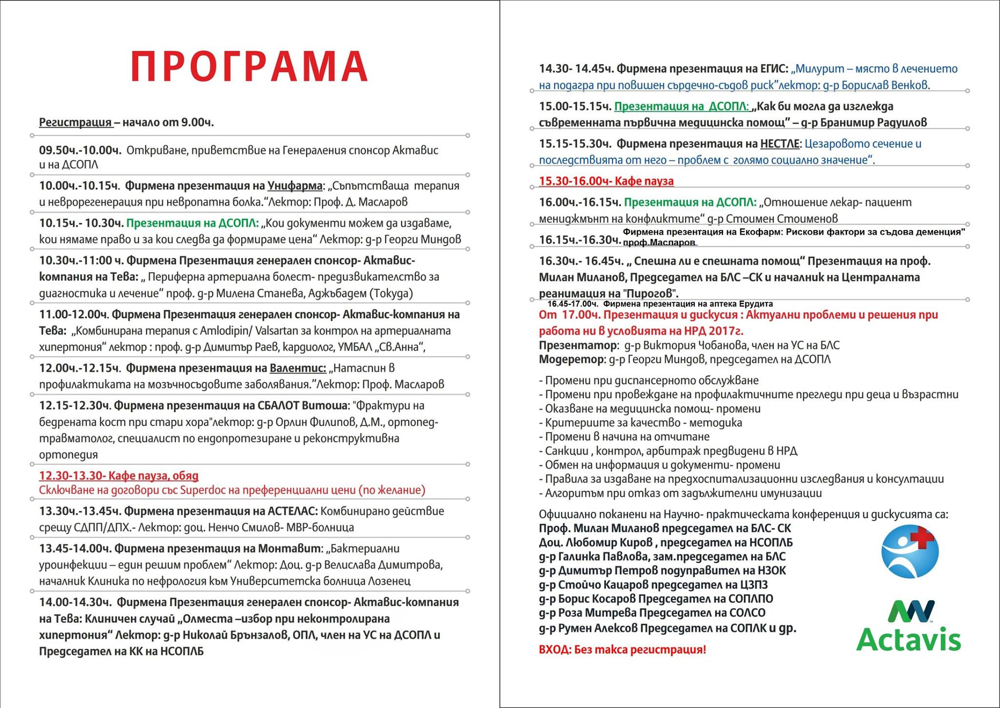 ПРОГРАМА
Регистрация – начало от 9.00ч.
09.50ч.-10.00ч. Откриване, приветствие на Генераления спонсор Актавис
и на ДСОПЛ
10.00ч.-10.15ч. Фирмена презентация на Унифарма: „Съпътстваща терапия
и неврорегенерация при невропатна болка.“Лектор: Проф. Д. Масларов
10.15ч.- 10.30ч. Презентация на ДСОПЛ: „Кои документи можем да издаваме,
кои нямаме право и за кои следва да формираме цена“ Лектор: д-р Георги Миндов
10.30ч.-11:00 ч. Фирмена Презентация генерален спонсор- Актавис-
компания на Тева: „ Периферна артериална болест- предизвикателство за
диагностика и лечение“ проф. д-р Милена Станева, Аджъбадем (Токуда)
11.00-12.00ч. Фирмена Презентация генерален спонсор- Актавис-компания на
Тева: „Комбинирана терапия с Amlodipin/ Valsartan за контрол на артериалната
хипертония“ лектор : проф. д-р Димитър Раев, кардиолог, УМБАЛ „Св.Анна“,
12.00ч.-12.15ч. Фирмена презентация на Валентис: „Натаспин в
профилактиката на мозъчносъдовите заболявания.”Лектор: Проф. Масларов
12.15-12.30ч. Фирмена презентация на СБАЛОТ Витоша: "Фрактури на
бедрената кост при стари хора"лектор: д-р Орлин Филипов, Д.М., ортопед-
травматолог, специалист по ендопротезиране и реконструктивна
ортопедия
12.30-13.30- Кафе пауза, обяд
Сключване на договори със Superdoc на преференциални цени (по желание)
13.30ч.-13.45ч. Фирмена презентация на АСТЕЛАС: Комбинирано действие
срещу СДПП/ДПХ.- Лектор: доц. Ненчо Смилов- МВР-болница
13.45-14.00ч. Фирмена презентация на Монтавит: „Бактериални
уроинфекции – един решим проблем“ Лектор: Доц. д-р Велислава Димитрова,
началник Клиника по нефрология към Университетска болница Лозенец
14.00-14.30ч. Фирмена Презентация генерален спонсор- Актавис-компания
на Тева: Клиничен случай „Олместа –избор при неконтролирана
хипертония“ Лектор: д-р Николай Брънзалов, ОПЛ, член на УС на ДСОПЛ и
Председател на КК на НСОПЛБ
14.30- 14.45ч. Фирмена презентация на ЕГИС: „Милурит – място в лечението
на подагра при повишен сърдечно-съдов риск”лектор: д-р Борислав Венков.
15.00-15.15ч. Презентация на ДСОПЛ: „Как би могла да изглежда
съвременната първична медицинска помощ” – д-р Бранимир Радуилов
15.15-15.30ч. Фирмена презентация на НЕСТЛЕ: Цезаровото сечение и
последствията от него – проблем с голямо социално значение“.
15.30-16.00ч- Кафе пауза
16.00ч.-16.15ч. Презентация на ДСОПЛ: „Отношение лекар- пациент
мениджмънт на конфликтите“ д-р Стоимен Стоименов
Фирмена презентация на Екофарм: Рискови фактори за съдова деменция"
16.15ч.-16.30ч. проф.Масларов
16.30ч.- 16.45ч. „ Спешна ли е спешната помощ“ Презентация на проф.
Милан Миланов, Председател на БЛС –СК и началник на Централната
реанимация на "Пирогов".
16.45-17.00ч. Фирмена презентация на аптека Ерудита
От 17.00ч. Презентация и дискусия : Актуални проблеми и решения при
работа ни в условията на НРД 2017г.
Презентатор: д-р Виктория Чобанова, член на УС на БЛС
Модеретор: д-р Георги Миндов, председател на ДСОПЛ
- Промени при диспансерното обслужване
- Промени при провеждане на профилактичните прегледи при деца и възрастни
- Оказване на медицинска помощ- промени
- Критериите за качество - методика
- Промени в начина на отчитане
- Санкции , контрол, арбитраж предвидени в НРД
- Обмен на информация и документи- промени
- Правила за издаване на предхоспитализационни изследвания и консултации
- Алгоритъм при отказ от задължителни имунизации
Официално поканени на Научно- практическата конференция и дискусията са:
Проф. Милан Миланов председател на БЛС- СК
Доц. Любомир Киров , председател на НСОПЛБ
д-р Галинка Павлова, зам.председател на БЛС
д-р Димитър Петров подуправител на НЗОК
д-р Стойчо Кацаров председател на ЦЗПЗ
д-р Борис Косаров Председател на СОПЛПО
д-р Роза Митрева Председател на СОЛСО
д-р Румен Алексов Председател на СОПЛК и др.
ВХОД: Без такса регистрация!
Actavis